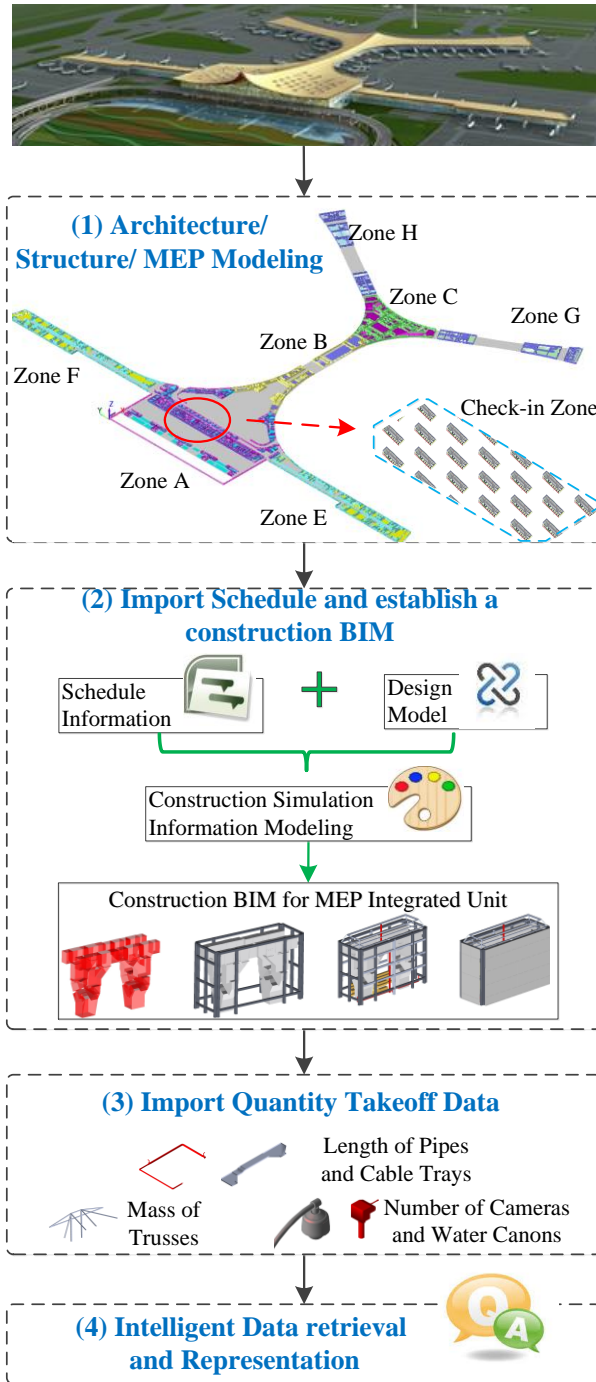 (1) Architecture/
Structure/ MEP Modeling
Zone H
Zone C
Zone G
Zone B
Zone F
Check-in Zone
Z
Y
X
Zone A
Zone E
(2) Import Schedule and establish a
construction BIM
Schedule
Information
Design
Model
Construction Simulation
Information Modeling
Construction BIM for MEP Integrated Unit
(3) Import Quantity Takeoff Data
Length of Pipes
and Cable Trays
Mass of
Trusses
Number of Cameras
and Water Canons
(4) Intelligent Data retrieval
and Representation
Q
A